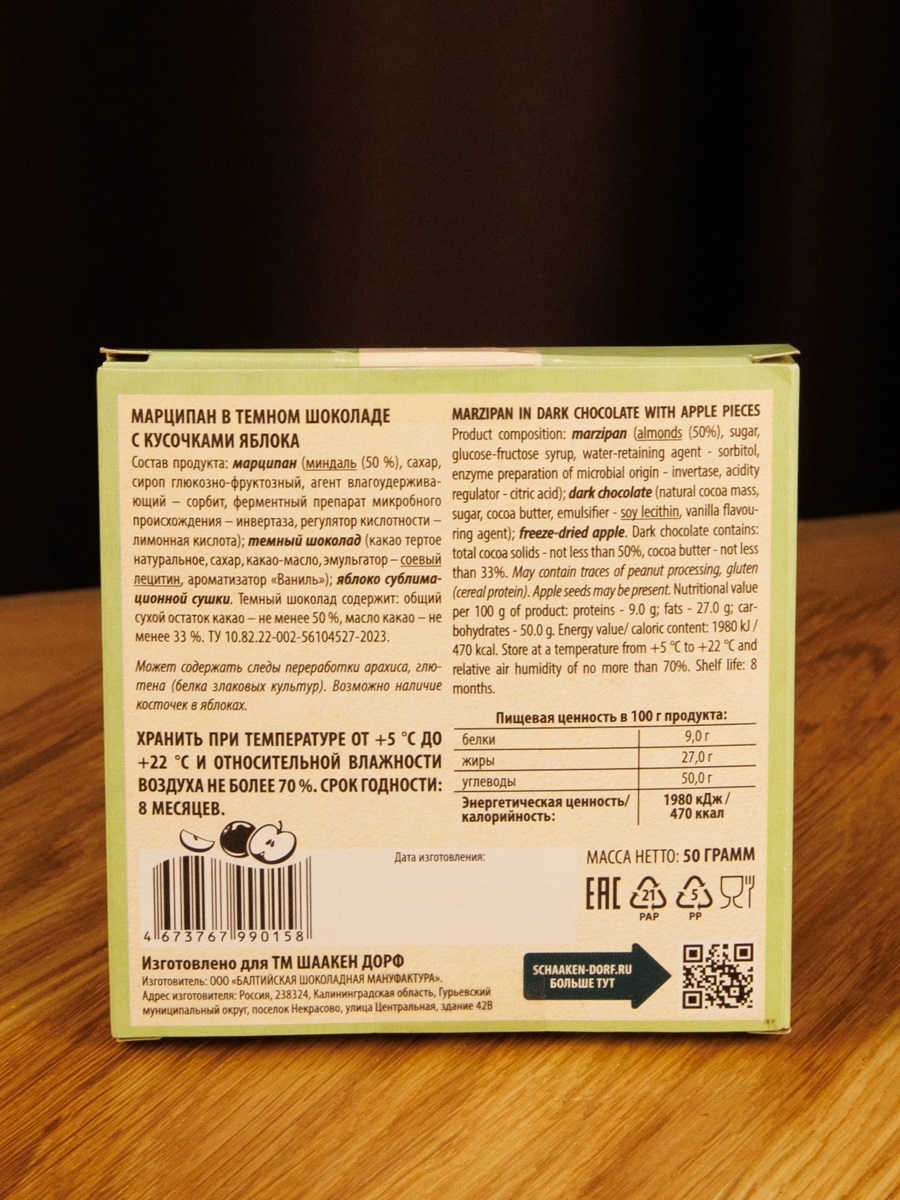 МАРЦИПАН В ТЕМНОМ ШОКОЛАДЕ
С КУСОЧКАМИ ЯБЛОКА
Состав продукта: марципан (миндаль (50 %), сахар,
сироп глюкозно-фруктозный, агент влагоудержива-
ющий – сорбит, ферментный препарат микробного
происхождения – инвертаза, регулятор кислотности –
лимонная кислота); темный шоколад (какао тертое
натуральное, сахар, какао-масло, эмульгатор – соевый
лецитин, ароматизатор «Ваниль»); яблоко сублима-
ционной сушки. Темный шоколад содержит: общий
сухой остаток какао – не менее 50 %, масло какао – не
менее 33 %. ТУ 10.82.22-002-56104527-2023.
Может содержать следы переработки арахиса, глю-
тена (белка злаковых культур). Возможно наличие
косточек в яблоках.
ХРАНИТЬ ПРИ ТЕМПЕРАТУРЕ ОТ +5 °C ДО
+22 °C И ОТНОСИТЕЛЬНОЙ ВЛАЖНОСТИ
ВОЗДУХА НЕ БОЛЕЕ 70 %. СРОК ГОДНОСТИ:
8 МЕСЯЦЕВ.
MARZIPAN IN DARK CHOCOLATE WITH APPLE PIECES
Product composition: marzipan (almonds (50%), sugar,
glucose-fructose syrup, water-retaining agent - sorbitol,
enzyme preparation of microbial origin - invertase, acidity
regulator - citric acid); dark chocolate (natural cocoa mass,
sugar, cocoa butter, emulsifier - soy lecithin, vanilla flavou-
ring agent); freeze-dried apple. Dark chocolate contains:
total cocoa solids - not less than 50%, cocoa butter - not less
than 33%. May contain traces of peanut processing, gluten
(cereal protein). Apple seeds may be present. Nutritional value
per 100 g of product: proteins - 9.0 g; fats - 27.0 g; car-
bohydrates - 50.0 g. Energy value/ caloric content: 1980 kJ /
470 kcal. Store at a temperature from +5 °C to +22 °C and
relative air humidity of no more than 70%. Shelf life: 8
months.
Пищевая ценность в 100 г продукта:
белки 9,0 г
жиры 27,0 г
углеводы 50,0 г
Энергетическая ценность/ 1980 кДж /
калорийность: 470 ккал
Дата изготовления:
МАССА НЕТТО: 50 ГРАММ
EAC 21 5
PAP PP
4 673767 990158
Изготовлено для ТМ ШААКЕН ДОРФ
Изготовитель: ООО «БАЛТИЙСКАЯ ШОКОЛАДНАЯ МАНУФАКТУРА».
Адрес изготовителя: Россия, 238324, Калининградская область, Гурьевский
муниципальный округ, поселок Некрасово, улица Центральная, здание 42В
SCHAAKEN-DORF.RU
БОЛЬШЕ ТУТ